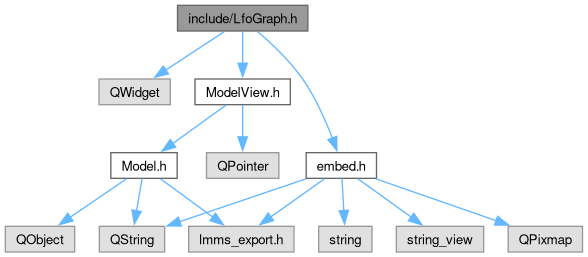 include/LfoGraph.h
QWidget
ModelView.h
Model.h
QPointer
embed.h
QObject
QString
lmms_export.h
string
string_view
QPixmap